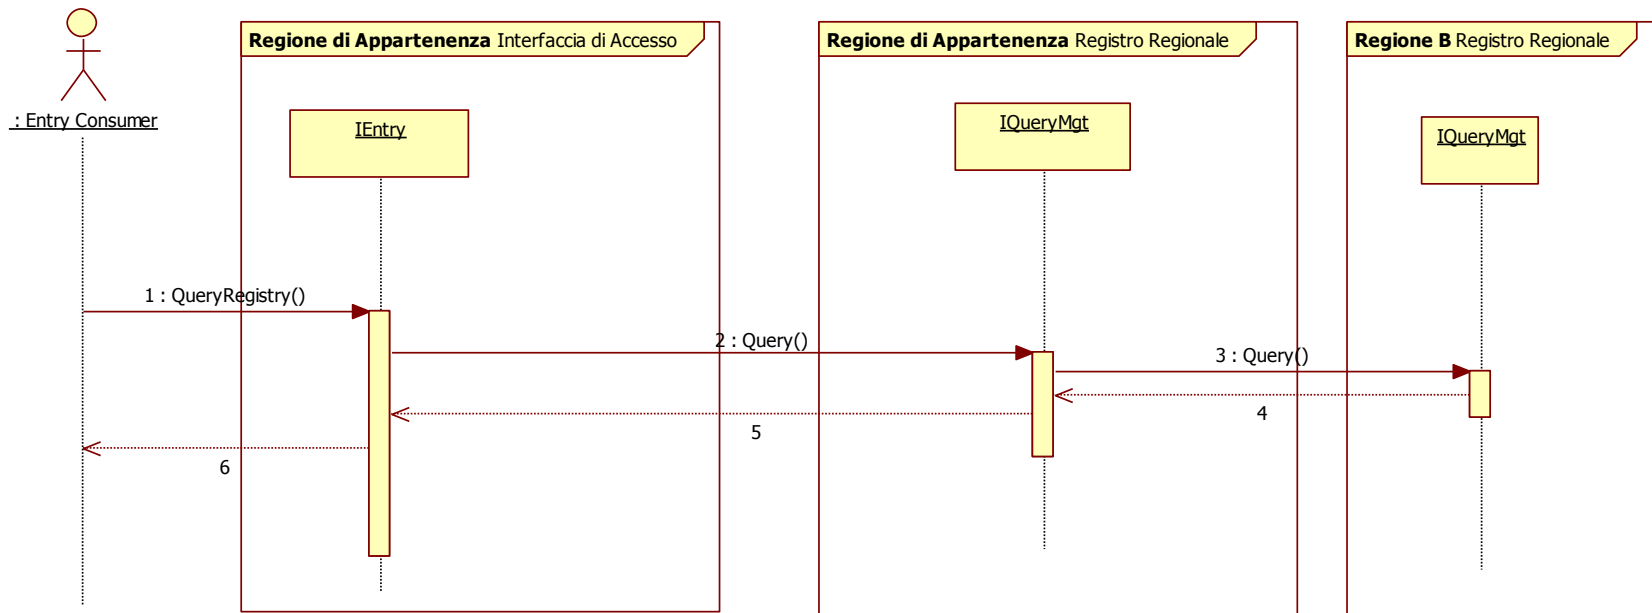 Regione di Appartenenza Interfaccia di Accesso
Regione di Appartenenza Registro Regionale
Regione B Registro Regionale
: Entry Consumer
IEntry
IQueryMgt
IQueryMgt
1 : QueryRegistry()
2 : Query()
3 : Query()
4
5
6